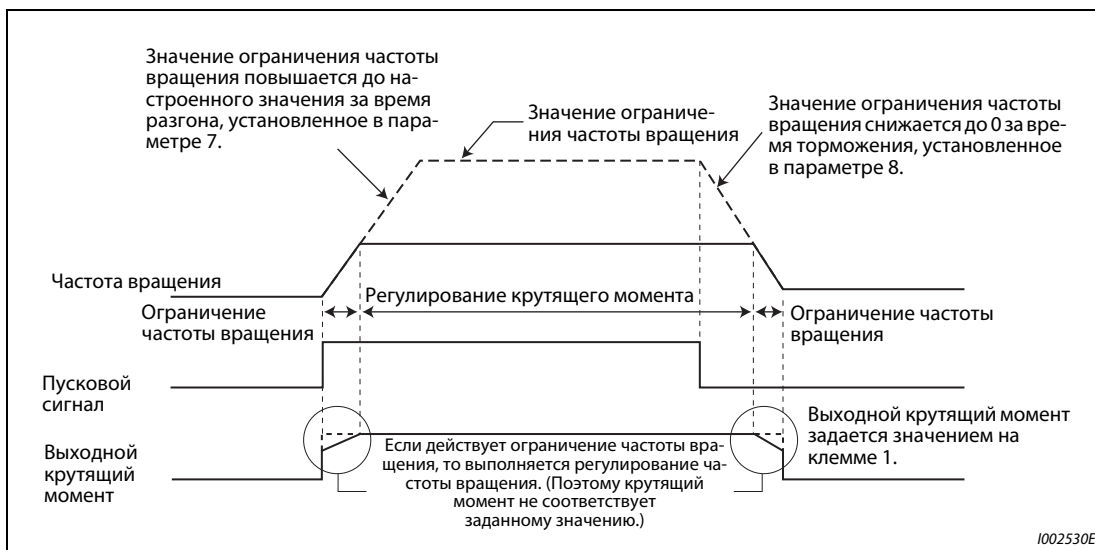 Значение ограничения частоты
вращения повышается до на-
строенного значения за время
разгона, установленное в пара-
метре 7.
Значение ограниче-
ния частоты вращения
Значение ограничения частоты
вращения снижается до 0 за вре-
мя торможения, установленное
в параметре 8.
Частота вращения
Ограничение
частоты вращения
Регулирование крутящего момента
Ограничение частоты
вращения
Пусковой
сигнал
Выходной
крутящий
момент
Если действует ограничение частоты вра-
щения, то выполняется регулирование ча-
стоты вращения. (Поэтому крутящий
момент не соответствует
заданному значению.)
Выходной крутящий момент
задается значением на
клемме 1.
I002530E